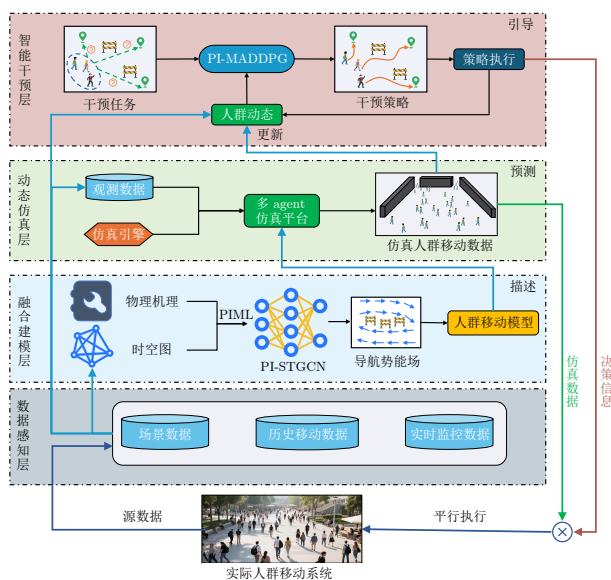 智能干预层
引导
干预任务
PI-MADDPG
干预策略
策略执行
人群动态
更新
动态仿真层
预测
观测数据
仿真引擎
多 agent
仿真平台
仿真人群移动数据
融合建模层
描述
物理机理
时空图
PIML
PI-STGCN
导航势能场
人群移动模型
仿真数据
决策信息
数据感知层
场景数据
历史移动数据
实时监控数据
源数据
平行执行
实际人群移动系统